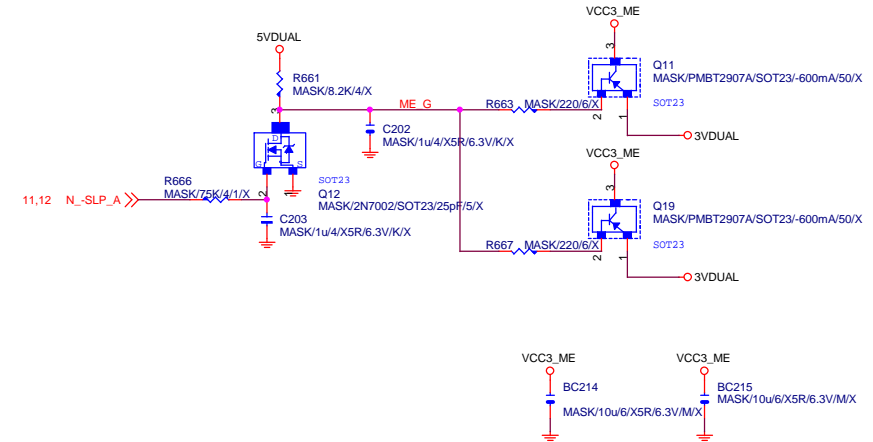 VCC3_ME
5VDUAL
3
Q11
MASK/PMBT2907A/SOT23/-600mA/50/X
R661
MASK/8.2K/4/X
SOT23
3
ME_G
R663
MASK/220/6/X
2
1
D
G
S
C202
MASK/1u/4/X5R/6.3V/K/X
3VDUAL
VCC3_ME
R666
MASK/75K/4/1/X
SOT23
Q12
MASK/2N7002/SOT23/25pF/5/X
2
1
3
11,12
N_-SLP_A
Q19
MASK/PMBT2907A/SOT23/-600mA/50/X
C203
MASK/1u/4/X5R/6.3V/K/X
SOT23
R667
MASK/220/6/X
2
1
3VDUAL
VCC3_ME
VCC3_ME
BC214
MASK/10u/6/X5R/6.3V/M/X
BC215
MASK/10u/6/X5R/6.3V/M/X